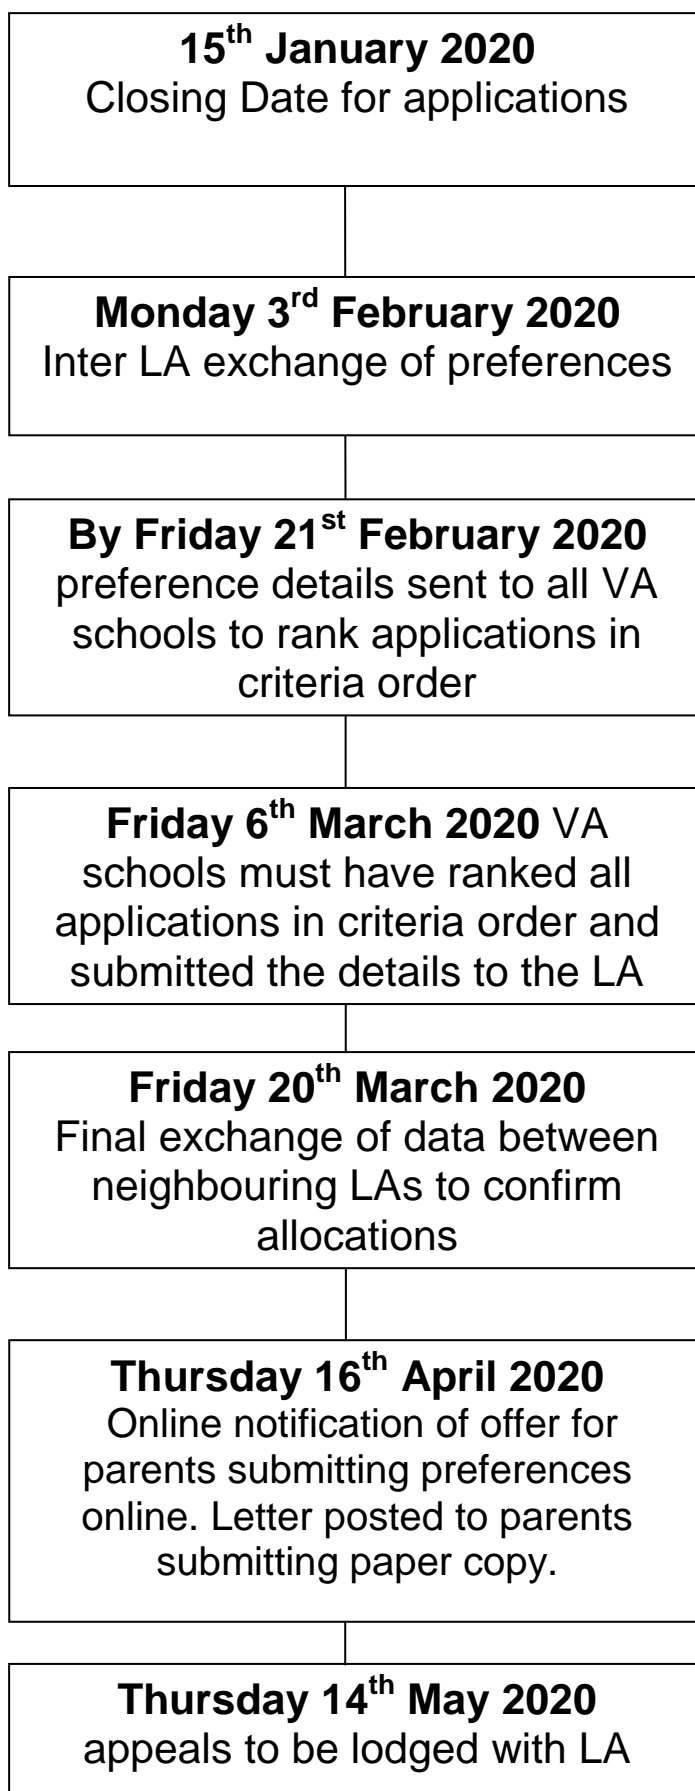 15th January 2020
Closing Date for applications
Monday 3rd February 2020
Inter LA exchange of preferences
By Friday 21st February 2020
preference details sent to all VA
schools to rank applications in
criteria order
Friday 6th March 2020 VA
schools must have ranked all
applications in criteria order and
submitted the details to the LA
Friday 20th March 2020
Final exchange of data between
neighbouring LAs to confirm
allocations
Thursday 16th April 2020
Online notification of offer for
parents submitting preferences
online. Letter posted to parents
submitting paper copy.
Thursday 14th May 2020
appeals to be lodged with LA